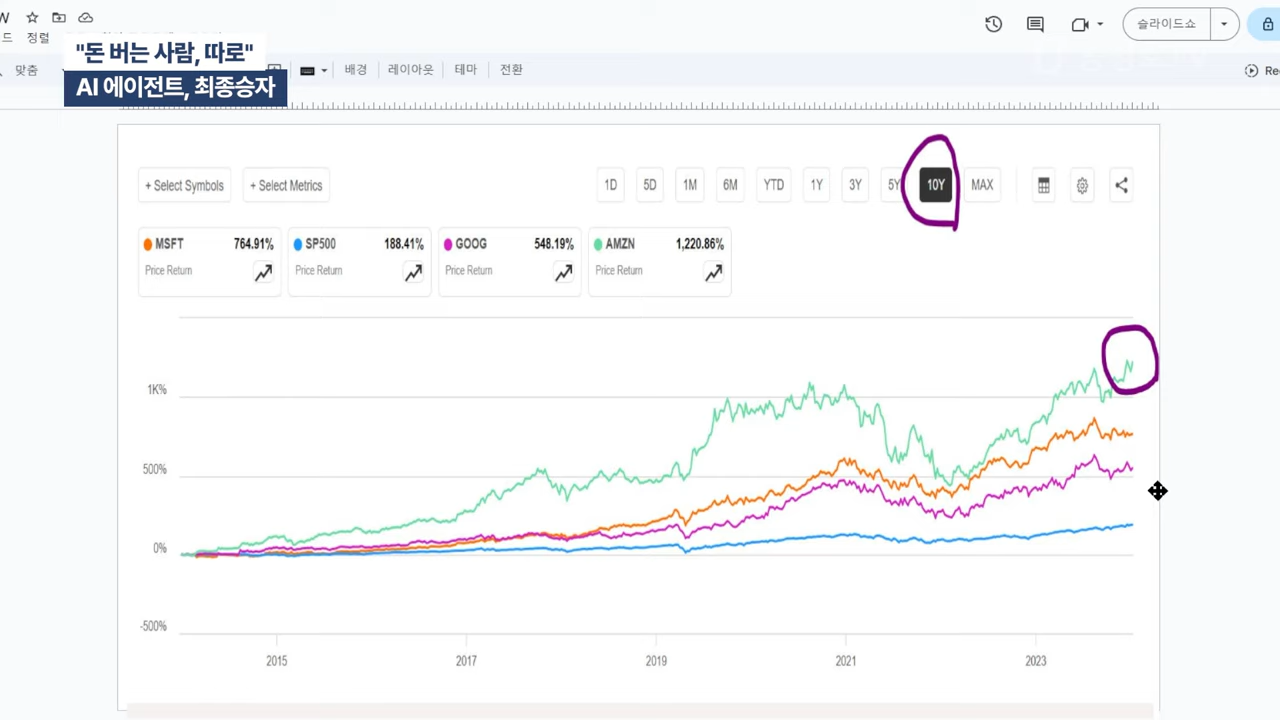 W
슬라이드쇼
드 정렬
"돈 버는 사람, 따로"
AI 에이전트, 최종승자
맞춤
배경 레이아웃 테마 전환
Rec
+ Select Symbols + Select Metrics
1D 5D 1M 6M YTD 1Y 3Y 5Y 10Y MAX
MSFT 764.91% SP500 188.41% GOOG 548.19% AMZN 1,220.86%
Price Return Price Return Price Return Price Return
1K%
500%
0%
-500%
2015 2017 2019 2021 2023